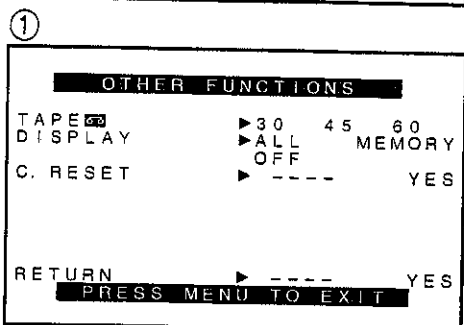 ①
OTHER FUNCTIONS
TAPE ▶30 45 60
DISPLAY ▶ALL MEMORY
OFF
C. RESET ▶ ---- YES
RETURN ▶ ---- YES
PRESS MENU TO EXIT